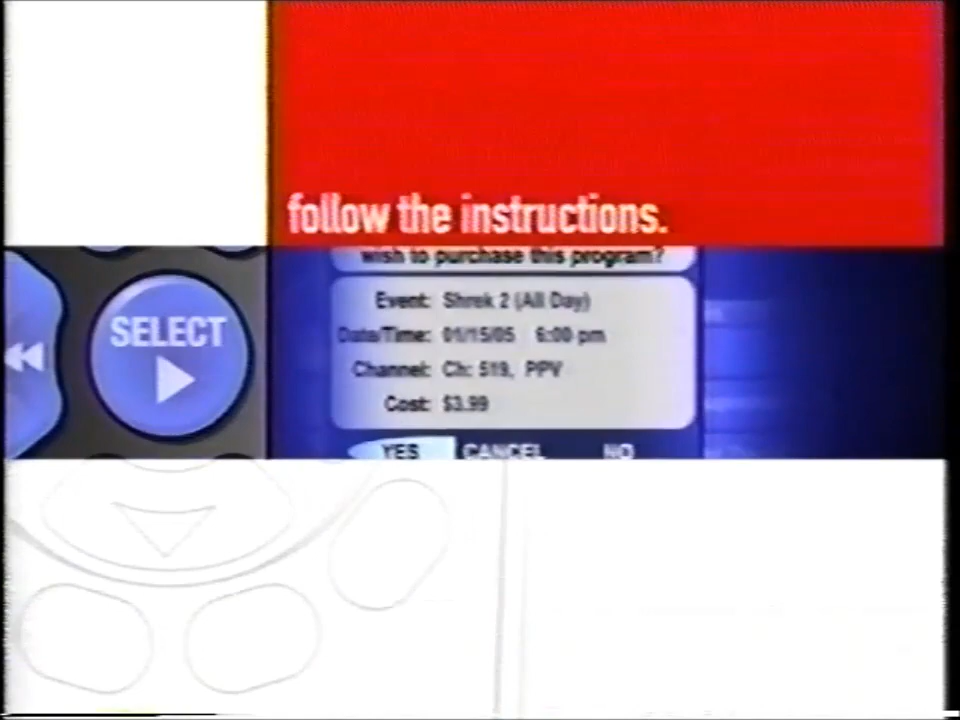 follow the instructions.
wish to purchase this program?
SELECT
Event: Shrek 2 (All Day)
Date/Time: 01/15/05 6:00 pm
Channel: Ch: 519, PPV
Cost: $3.99
YES CANCEL NO